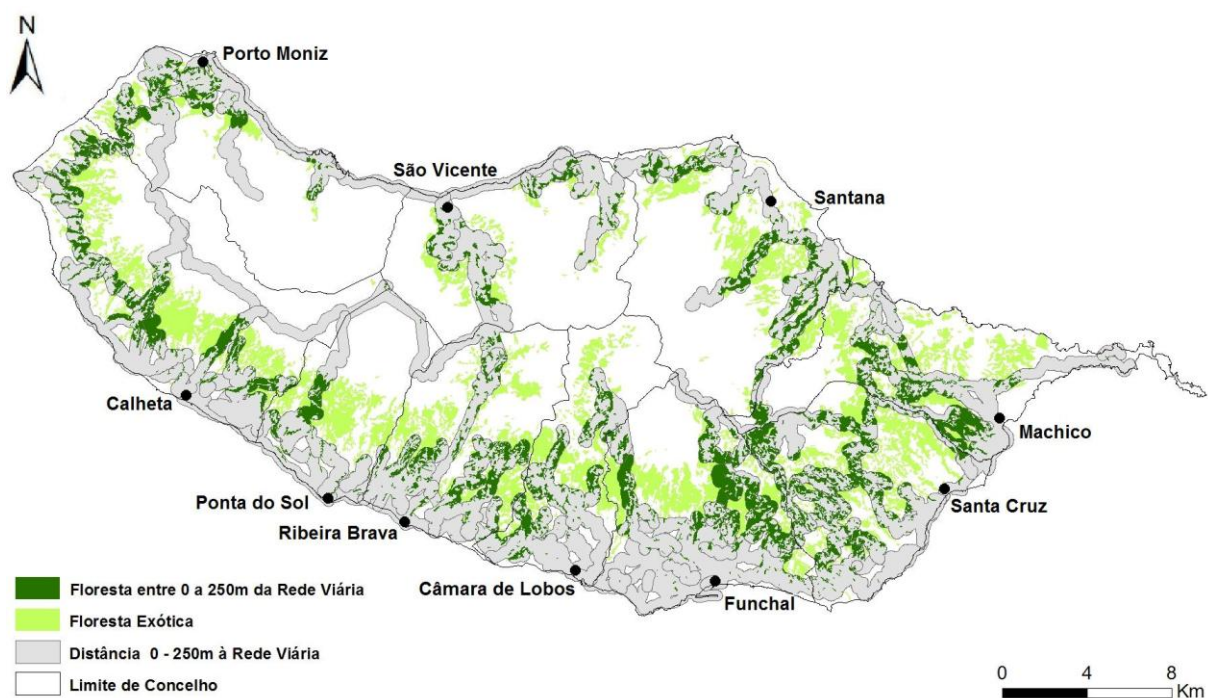 N
Porto Moniz
São Vicente
Santana
Calheta
Machico
Ponta do Sol
Santa Cruz
Ribeira Brava
Câmara de Lobos
Funchal
Floresta entre 0 a 250m da Rede Viária
Floresta Exótica
Distância 0 - 250m à Rede Viária
Limite de Concelho
0 4 8
Km